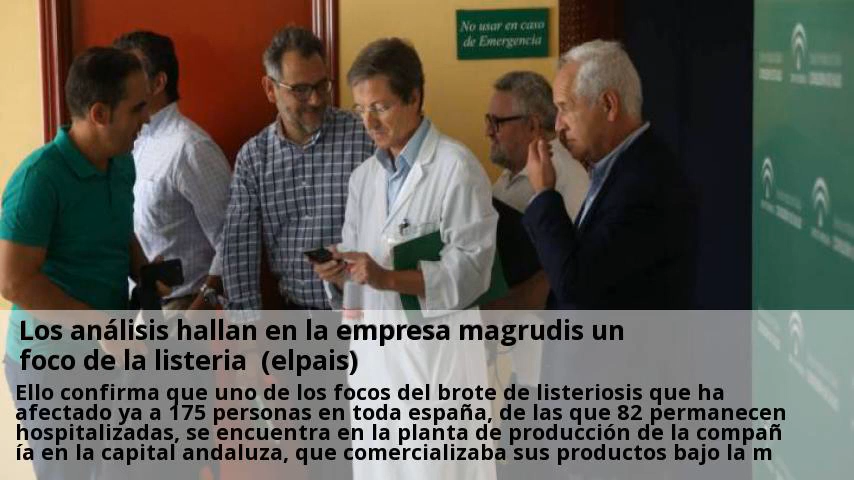 No usar en caso
de Emergencia
Los análisis hallan en la empresa magrudis un
foco de la listeria  (elpais)
Ello confirma que uno de los focos del brote de listeriosis que ha
afectado ya a 175 personas en toda españa, de las que 82 permanecen
hospitalizadas, se encuentra en la planta de producción de la compañ
ía en la capital andaluza, que comercializaba sus productos bajo la m